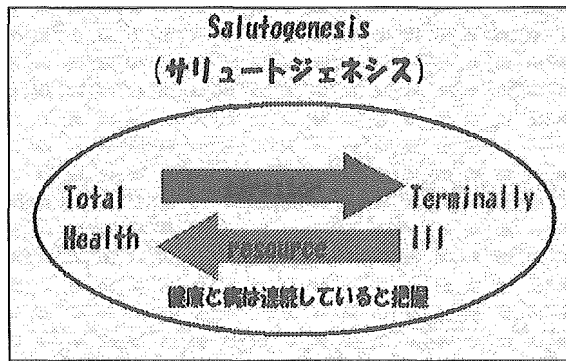 Salutogenesis
(サリュートジェネシス)
Total
Health
Terminally
Ill
resource
健康と病は連続していると把握